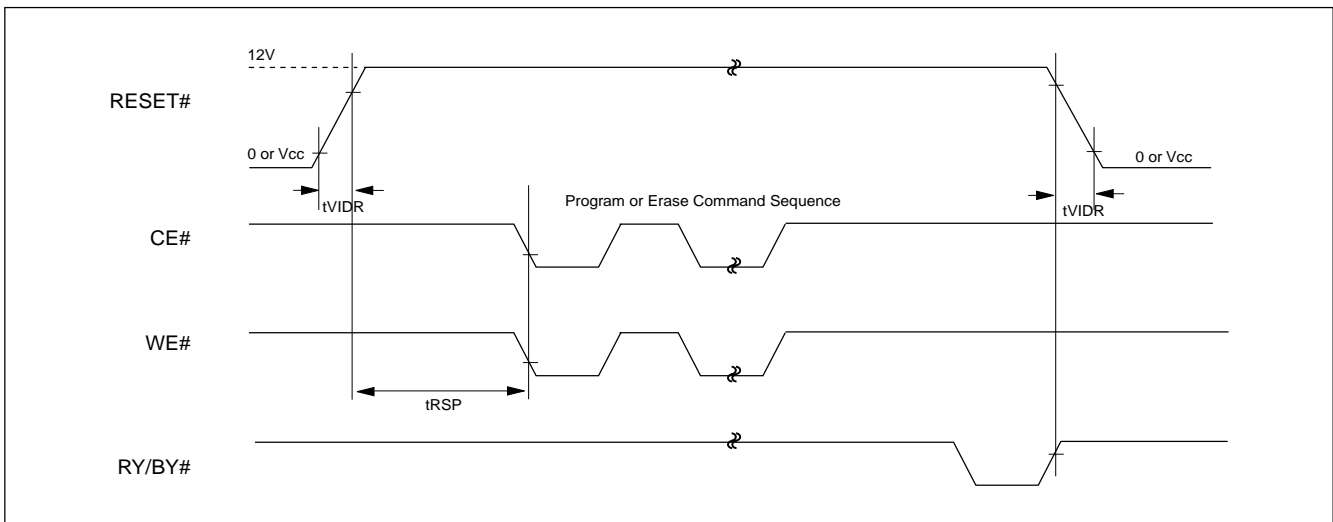 12V
RESET#
0 or Vcc
0 or Vcc
tVIDR
tVIDR
Program or Erase Command Sequence
CE#
WE#
tRSP
RY/BY#